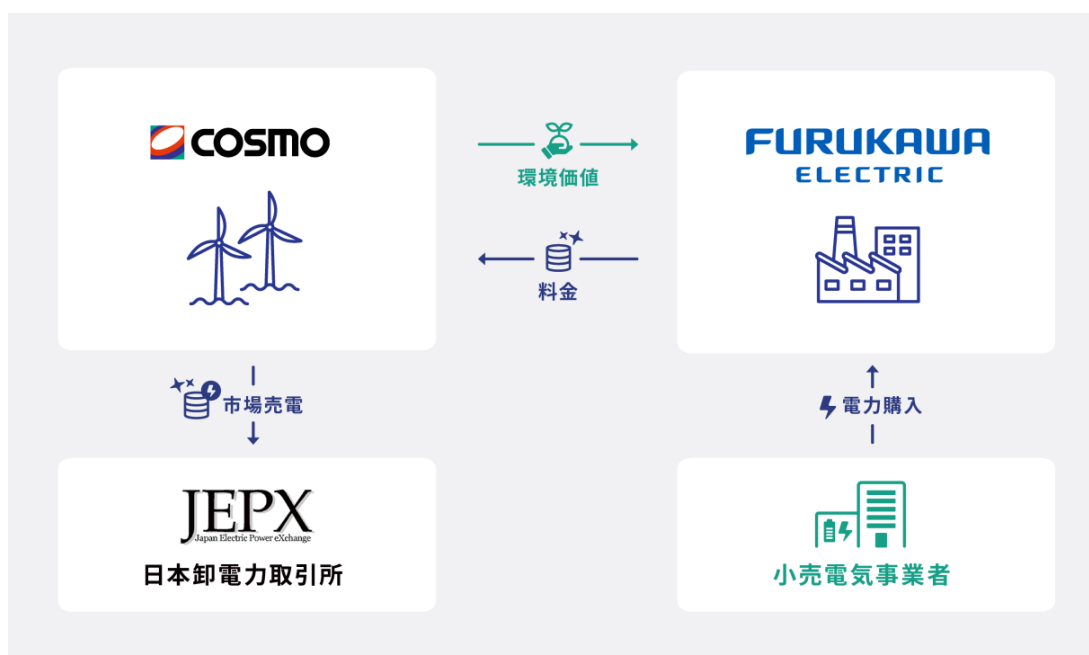 COSMO
環境価値
料金
FURUKAWA
ELECTRIC
市場売電
電力購入
JEPX
Japan Electric Power eXchange
日本卸電力取引所
小売電気事業者